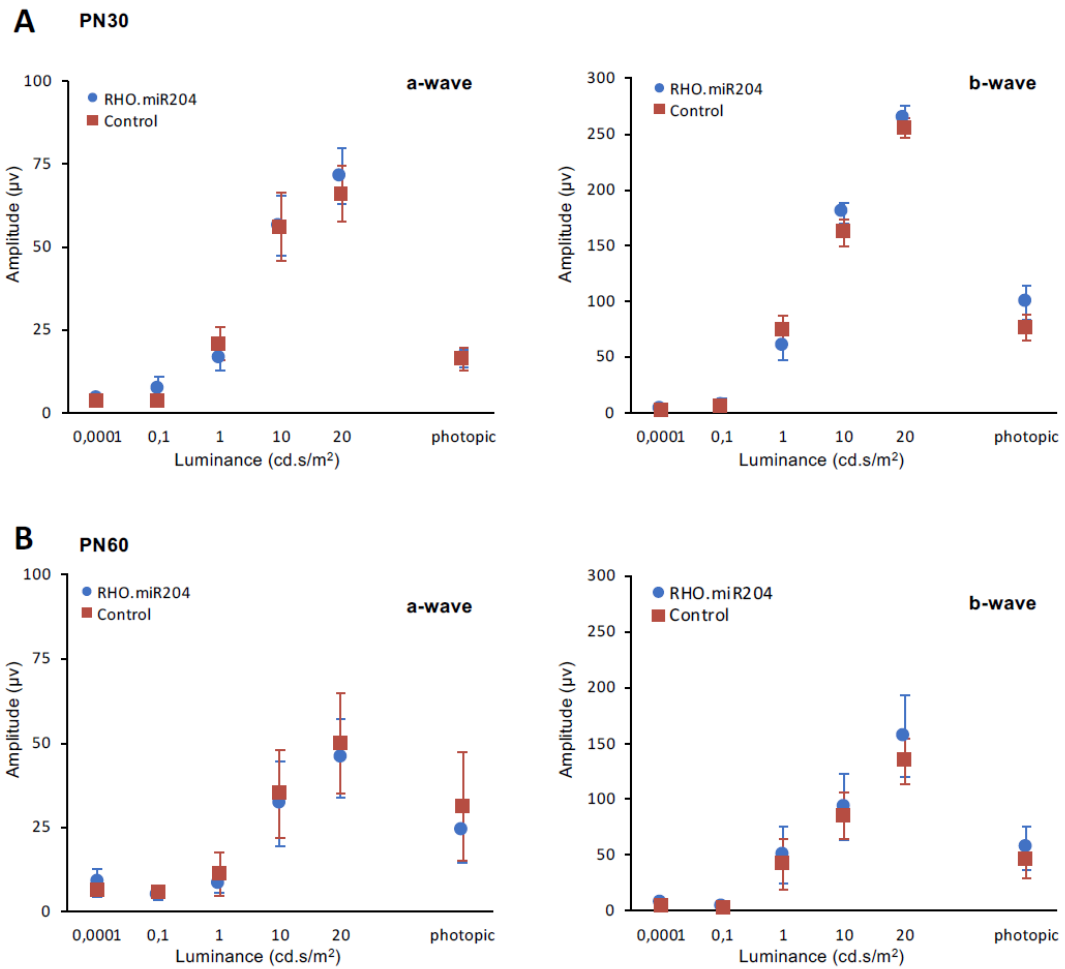 A PN30
100
75
50
25
0
Amplitude (µv)
RHO.miR204
Control
a-wave
0,0001 0,1 1 10 20 photopic
Luminance (cd.s/m²)
300
250
200
150
100
50
0
Amplitude (µv)
RHO.miR204
Control
b-wave
0,0001 0,1 1 10 20 photopic
Luminance (cd.s/m²)
B PN60
100
75
50
25
0
Amplitude (µv)
RHO.miR204
Control
a-wave
0,0001 0,1 1 10 20 photopic
Luminance (cd.s/m²)
300
250
200
150
100
50
0
Amplitude (µv)
RHO.miR204
Control
b-wave
0,0001 0,1 1 10 20 photopic
Luminance (cd.s/m²)